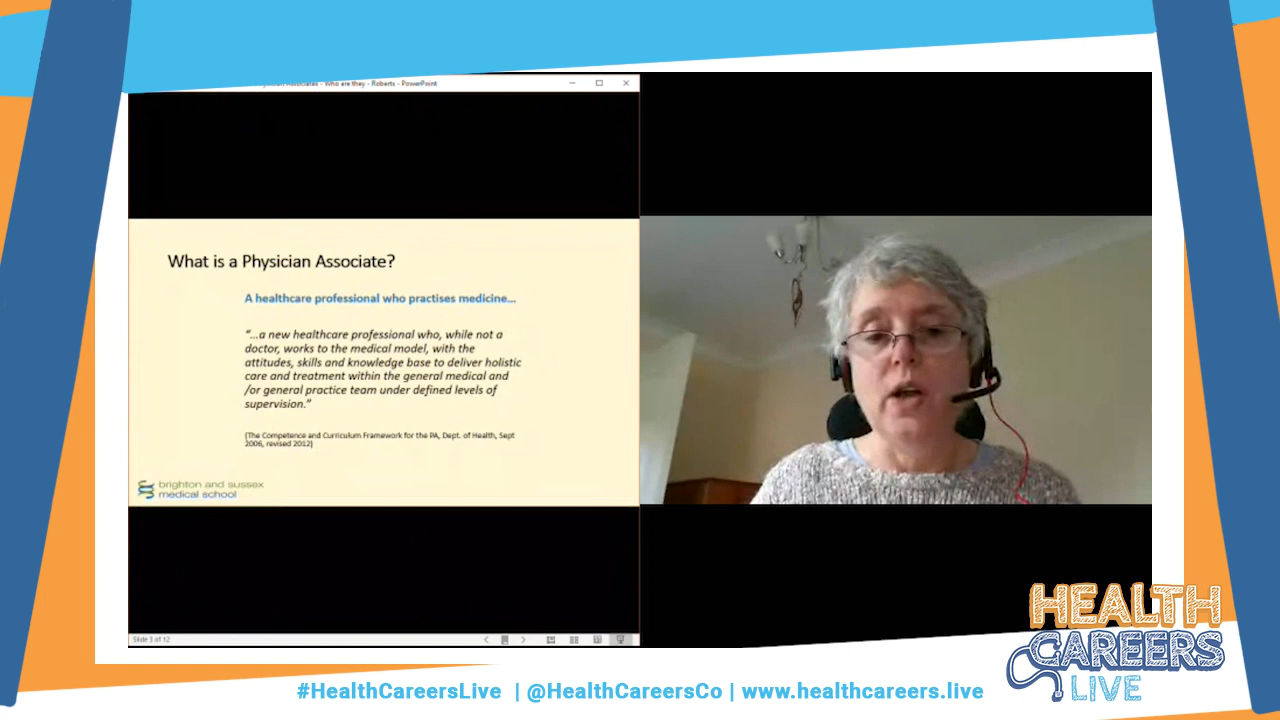 Associates - Who are they - Roberts - PowerPoint
What is a Physician Associate?
A healthcare professional who practises medicine…
“…a new healthcare professional who, while not a
doctor, works to the medical model, with the
attitudes, skills and knowledge base to deliver holistic
care and treatment within the general medical and
/or general practice team under defined levels of
supervision.”
(The Competence and Curriculum Framework for the PA, Dept. of Health, Sept
2006, revised 2012)
brighton and sussex
medical school
Slide 3 of 12
HEALTH
CAREERS
LIVE
#HealthCareersLive | @HealthCareersCo | www.healthcareers.live